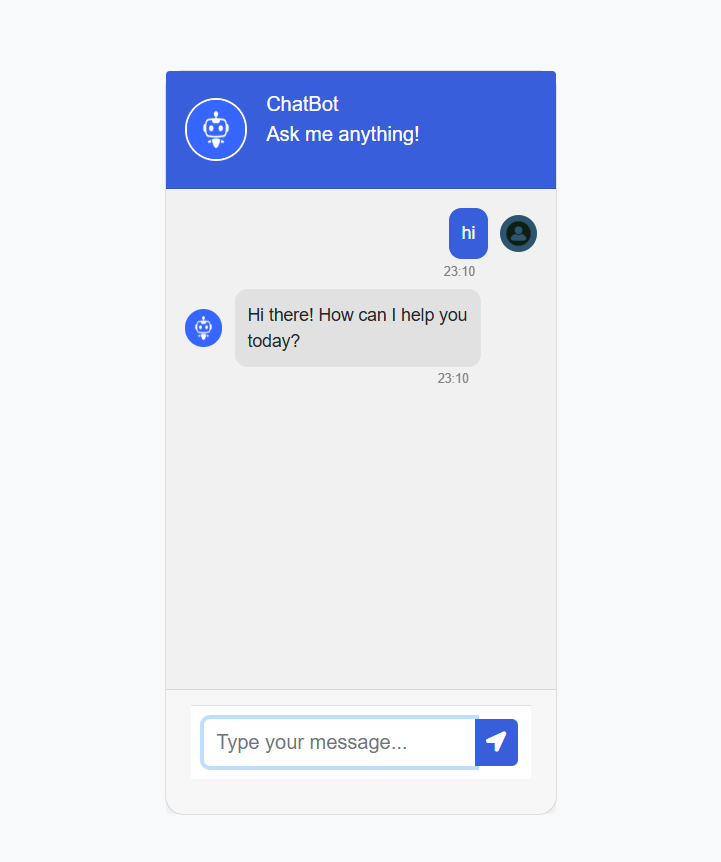 ChatBot
Ask me anything!
hi
23:10
Hi there! How can I help you
today?
23:10
Type your message...